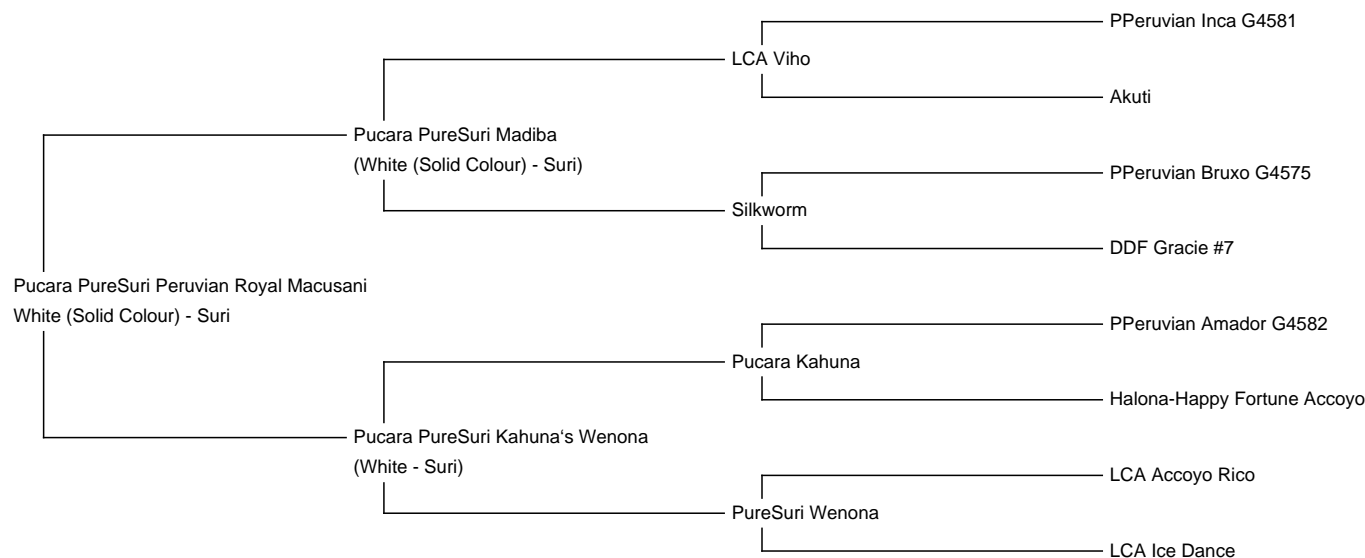 PPeruvian Inca G4581
LCA Viho
Akuti
Pucara PureSuri Madiba
(White (Solid Colour) - Suri)
PPeruvian Bruxo G4575
Silkworm
DDF Gracie #7
Pucara PureSuri Peruvian Royal Macusani
White (Solid Colour) - Suri
PPeruvian Amador G4582
Pucara Kahuna
Halona-Happy Fortune Accoyo
Pucara PureSuri Kahuna‘s Wenona
(White - Suri)
LCA Accoyo Rico
PureSuri Wenona
LCA Ice Dance